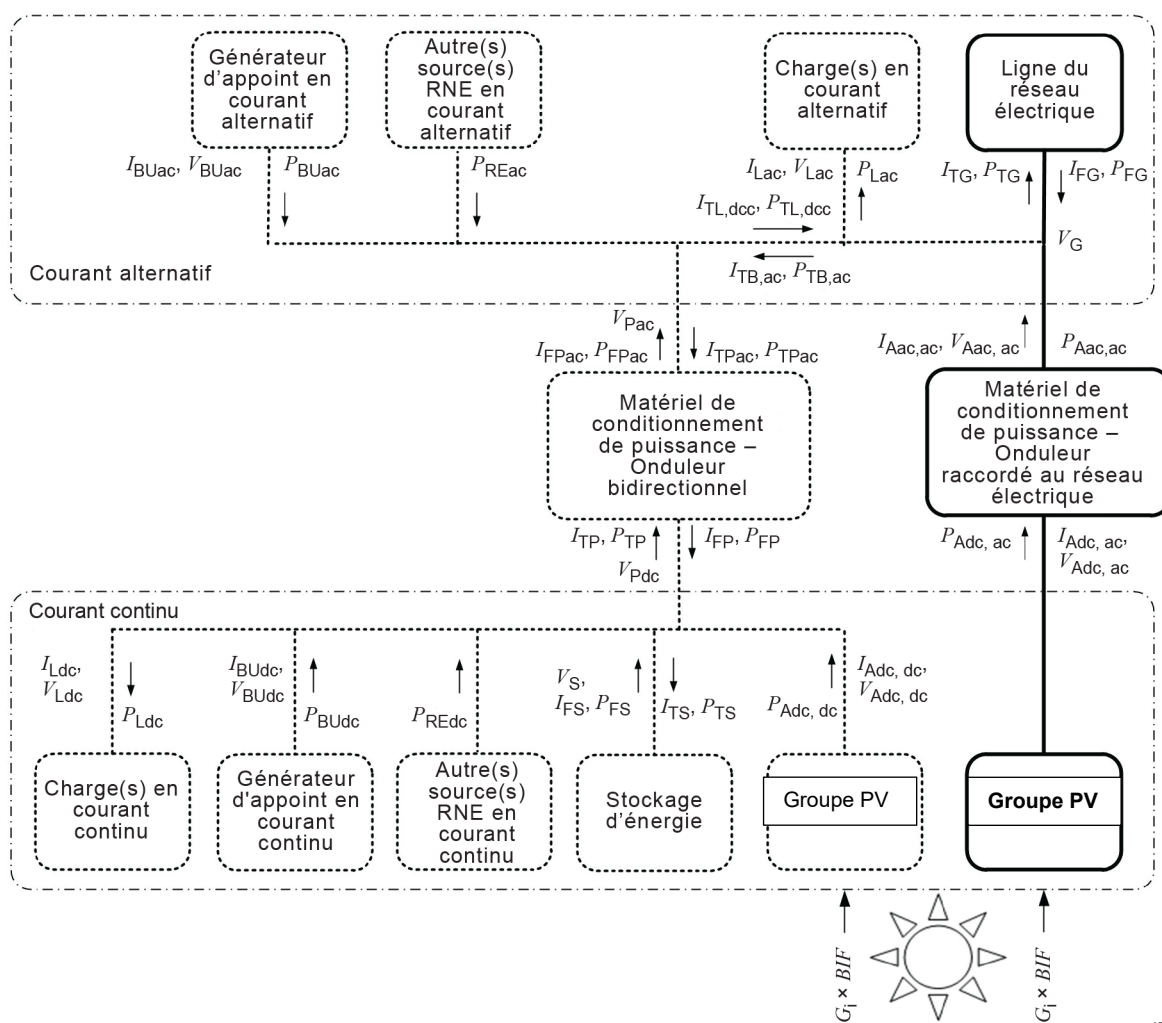 Générateur
d'appoint en
courant
alternatif
Autre(s)
source(s)
RNE en
courant
alternatif
Charge(s) en
courant
alternatif
Ligne du
réseau
électrique
I_BUac, V_BUac
P_BUac
P_REac
I_Lac, V_Lac
P_Lac
I_TG, P_TG
I_FG, P_FG
I_TL,dcc, P_TL,dcc
V_G
I_TB,ac, P_TB,ac
Courant alternatif
V_Pac
I_FPac, P_FPac
I_TPac, P_TPac
I_Aac,ac, V_Aac, ac
P_Aac,ac
Matériel de
conditionnement
de puissance –
Onduleur
bidirectionnel
Matériel de
conditionnement
de puissance –
Onduleur
raccordé au réseau
électrique
I_TP, P_TP
I_FP, P_FP
V_Pdc
P_Adc, ac
I_Adc, ac,
V_Adc, ac
Courant continu
I_Ldc,
V_Ldc
P_Ldc
I_BUdc,
V_BUdc
P_BUdc
P_REdc
V_S,
I_FS, P_FS
I_TS, P_TS
P_Adc, dc
I_Adc, dc,
V_Adc, dc
Charge(s) en
courant
continu
Générateur
d'appoint en
courant
continu
Autre(s)
source(s)
RNE en
courant
continu
Stockage
d'énergie
Groupe PV
Groupe PV
G_i × BIF
G_i × BIF